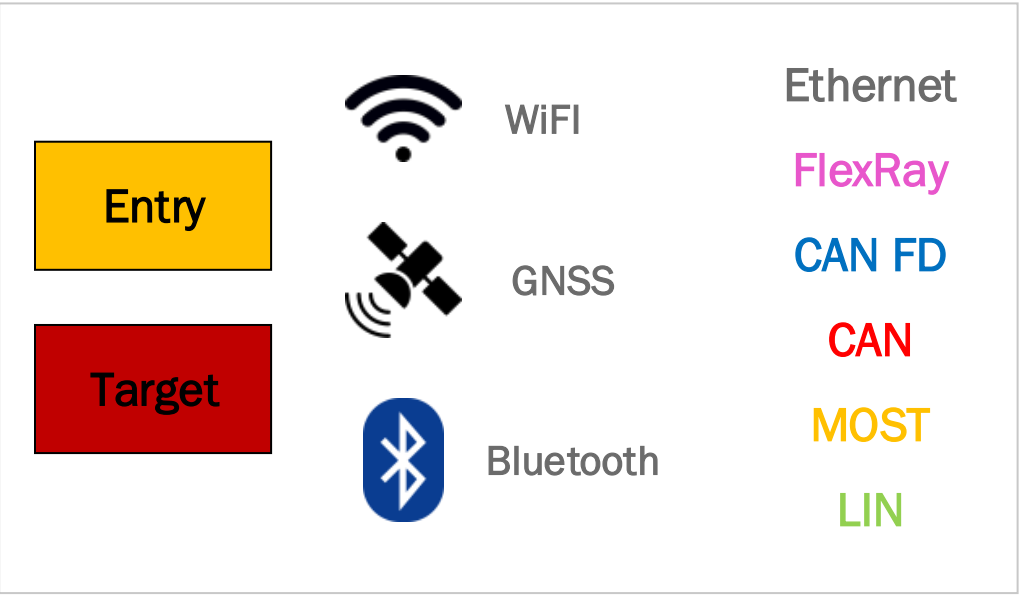 Entry
Target
WiFI
GNSS
Bluetooth
Ethernet
FlexRay
CAN FD
CAN
MOST
LIN